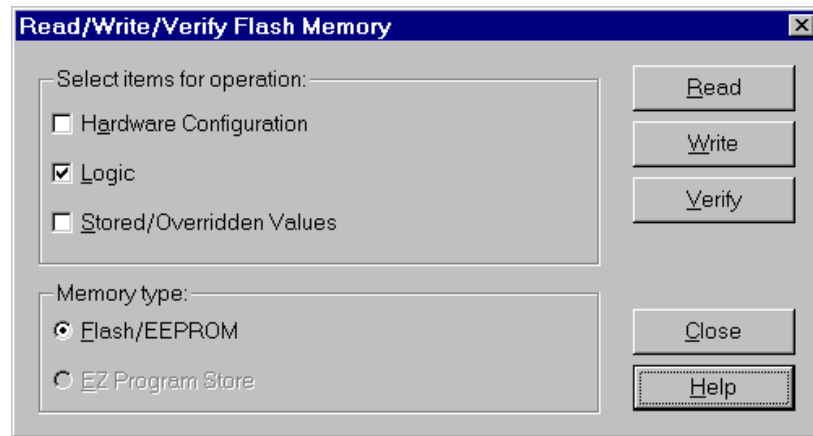 Read/Write/Verify Flash Memory
Select items for operation:
Hardware Configuration
Logic
Stored/Overridden Values
Read
Write
Verify
Memory type:
Flash/EEPROM
EZ Program Store
Close
Help